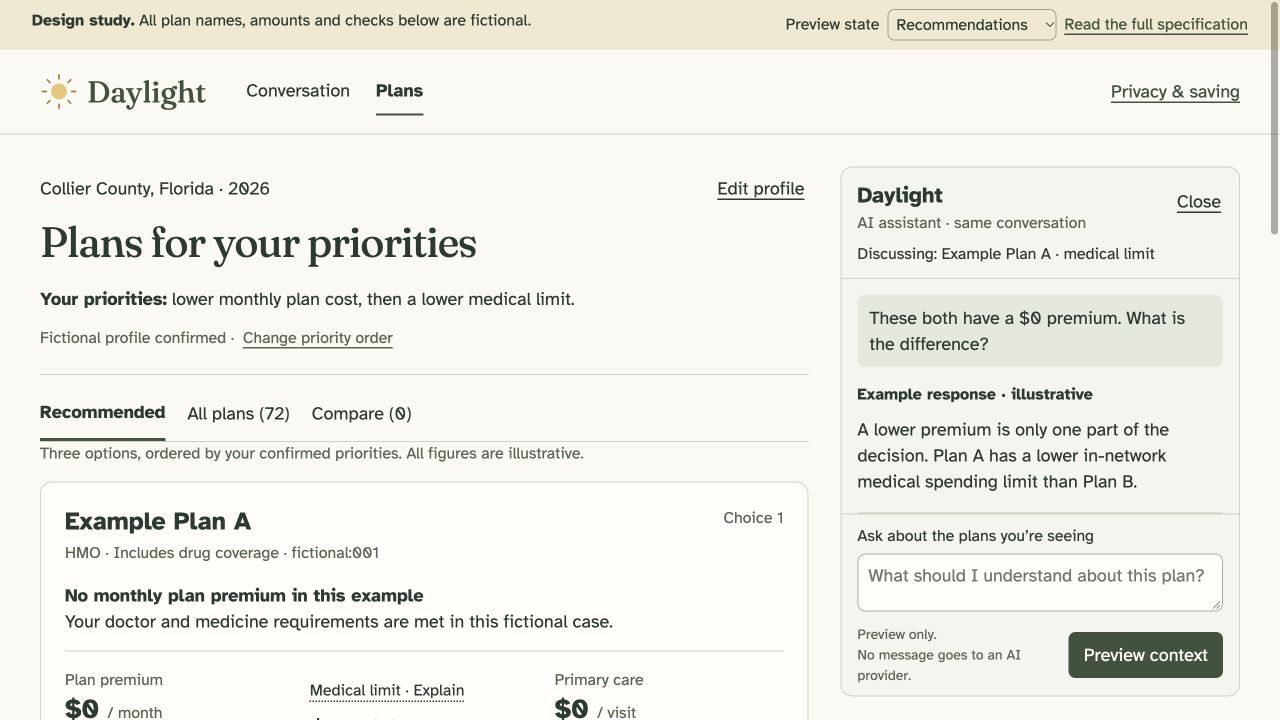 Design study. All plan names, amounts and checks below are fictional.
Preview state Recommendations Read the full specification
Daylight Conversation Plans Privacy & saving
Collier County, Florida · 2026 Edit profile
Plans for your priorities
Your priorities: lower monthly plan cost, then a lower medical limit.
Fictional profile confirmed · Change priority order
Recommended All plans (72) Compare (0)
Three options, ordered by your confirmed priorities. All figures are illustrative.
Example Plan A Choice 1
HMO · Includes drug coverage · fictional:001
No monthly plan premium in this example
Your doctor and medicine requirements are met in this fictional case.
Plan premium Medical limit · Explain Primary care
$0 / month $0 / visit
Daylight Close
AI assistant · same conversation
Discussing: Example Plan A · medical limit
These both have a $0 premium. What is
the difference?
Example response · illustrative
A lower premium is only one part of the
decision. Plan A has a lower in-network
medical spending limit than Plan B.
Ask about the plans you’re seeing
What should I understand about this plan?
Preview only.
No message goes to an AI
provider.
Preview context